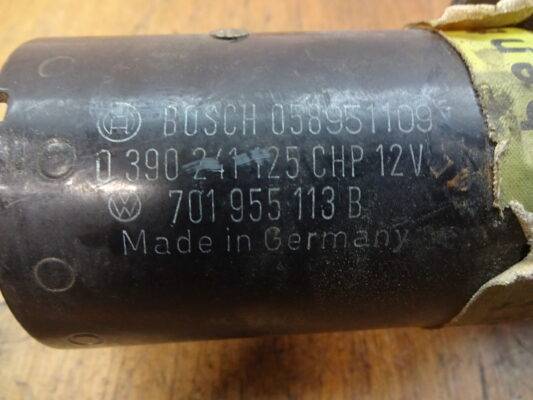 BOSCH 058951109
0 390 241 125 CHP 12V
701 955 113 B
Made in Germany